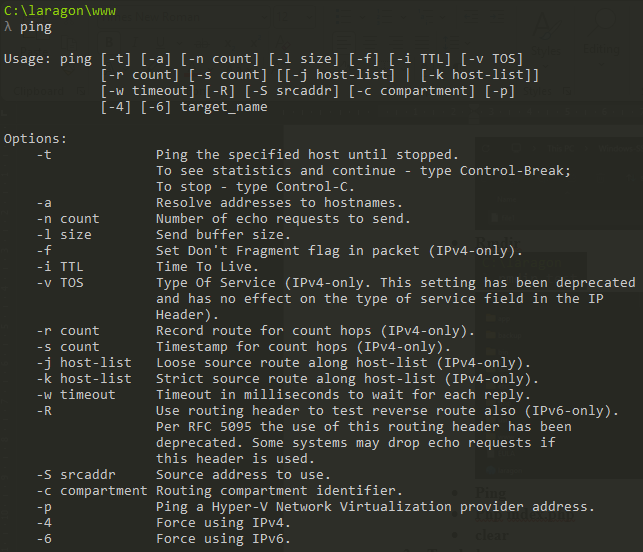 C:\laragon\www
λ ping
Usage: ping [-t] [-a] [-n count] [-l size] [-f] [-i TTL] [-v TOS]
[-r count] [-s count] [[-j host-list] | [-k host-list]]
[-w timeout] [-R] [-S srcaddr] [-c compartment] [-p]
[-4] [-6] target_name
Options:
-t Ping the specified host until stopped.
To see statistics and continue - type Control-Break;
To stop - type Control-C.
-a Resolve addresses to hostnames.
-n count Number of echo requests to send.
-l size Send buffer size.
-f Set Don't Fragment flag in packet (IPv4-only).
-i TTL Time To Live.
-v TOS Type Of Service (IPv4-only. This setting has been deprecated
and has no effect on the type of service field in the IP
Header).
-r count Record route for count hops (IPv4-only).
-s count Timestamp for count hops (IPv4-only).
-j host-list Loose source route along host-list (IPv4-only).
-k host-list Strict source route along host-list (IPv4-only).
-w timeout Timeout in milliseconds to wait for each reply.
-R Use routing header to test reverse route also (IPv6-only).
Per RFC 5095 the use of this routing header has been
deprecated. Some systems may drop echo requests if
this header is used.
-S srcaddr Source address to use.
-c compartment Routing compartment identifier.
-p Ping a Hyper-V Network Virtualization provider address.
-4 Force using IPv4.
-6 Force using IPv6.
Ping
clear